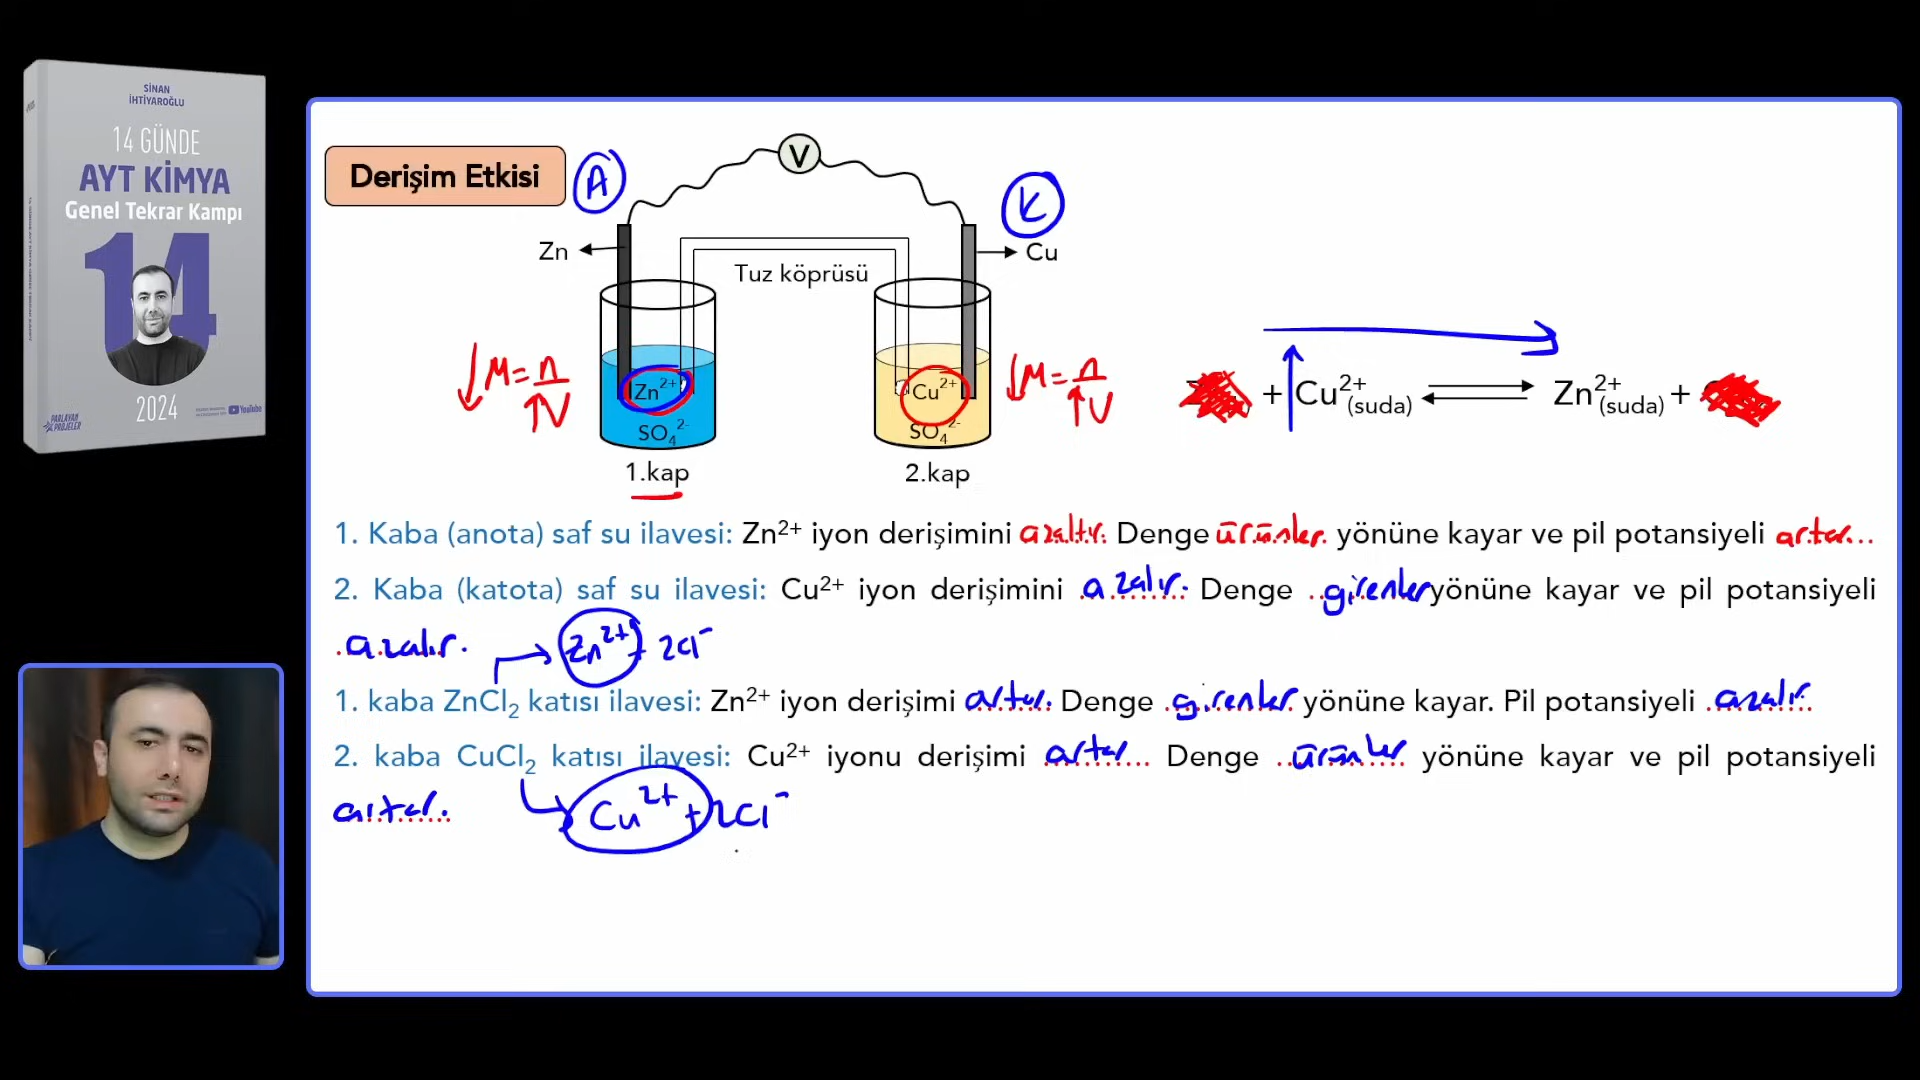 SİNAN
İHTİYAROĞLU
14 GÜNDE
AYT KİMYA
Genel Tekrar Kampı
14
2024
PARLAYAN
PROJELER
YouTube
Derişim Etkisi
A
V
K
Zn
Cu
Tuz köprüsü
↓M = n / ↑V
Zn2+
SO42-
Cu2+
SO42-
↓M = n / ↑V
+ Cu2+(suda) ⇌ Zn2+(suda) +
1.kap
2.kap
1. Kaba (anota) saf su ilavesi: Zn2+ iyon derişimini azaltır. Denge ürünler yönüne kayar ve pil potansiyeli artar...
2. Kaba (katota) saf su ilavesi: Cu2+ iyon derişimini azalır. Denge girenler yönüne kayar ve pil potansiyeli
azalır.
Zn2+ + 2Cl-
1. kaba ZnCl2 katısı ilavesi: Zn2+ iyon derişimi artar. Denge girenler yönüne kayar. Pil potansiyeli azalır
2. kaba CuCl2 katısı ilavesi: Cu2+ iyonu derişimi artar... Denge ürünler yönüne kayar ve pil potansiyeli
artar.
Cu2+ + 2Cl-